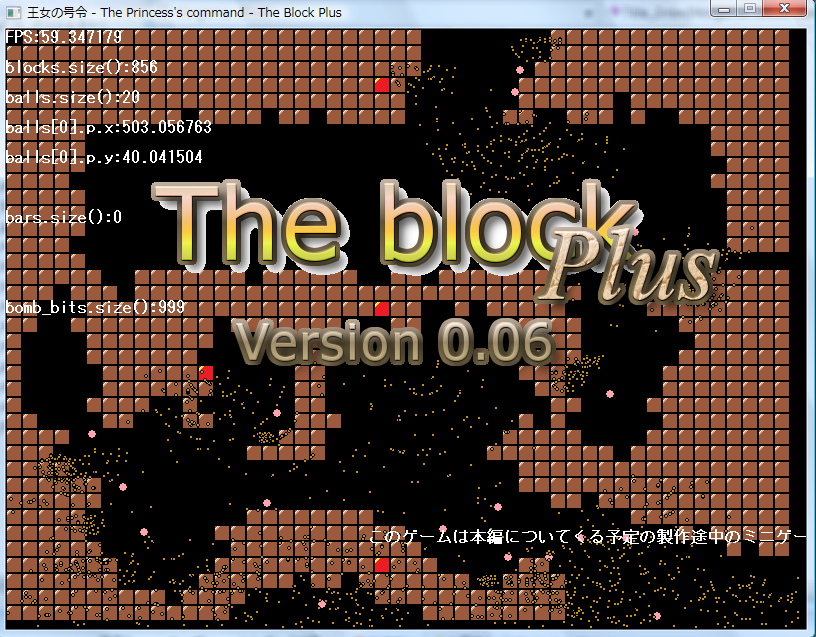 王女の号令 - The Princess's command - The Block Plus
FPS:59.347179
blocks.size():856
balls.size():20
balls[0].p.x:503.056763
balls[0].p.y:40.041504
bars.size():0
The block
Plus
bomb_bits.size():999
Version 0.06
このゲームは本編についてくる予定の製作途中のミニゲー